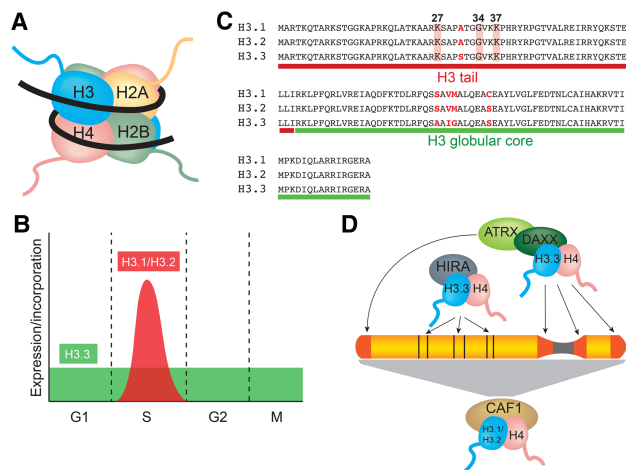 A
H3
H2A
H4
H2B
C
27 34 37
H3.1 MARTKQTARKSTGGKAPRKQLATKAARKSAPATGGVKKPHRYRPGTVALREIRRYQKSTE
H3.2 MARTKQTARKSTGGKAPRKQLATKAARKSAPATGGVKKPHRYRPGTVALREIRRYQKSTE
H3.3 MARTKQTARKSTGGKAPRKQLATKAARKSAPSTGGVKKPHRYRPGTVALREIRRYQKSTE
H3 tail
H3.1 LLIRKLPFQRLVREIAQDFKTDLRFQSSAVMALQEACEAYLVGLFEDTNLCAIHAKRVTI
H3.2 LLIRKLPFQRLVREIAQDFKTDLRFQSSAVMALQEASEAYLVGLFEDTNLCAIHAKRVTI
H3.3 LLIRKLPFQRLVREIAQDFKTDLRFQSAAIGALQEASEAYLVGLFEDTNLCAIHAKRVTI
H3 globular core
H3.1 MPKDIQLARRIRGERA
H3.2 MPKDIQLARRIRGERA
H3.3 MPKDIQLARRIRGERA
B
Expression/incorporation
H3.1/H3.2
H3.3
G1 S G2 M
D
ATRX
DAXX
H3.3 H4
HIRA
H3.3 H4
CAF1
H3.1/
H3.2
H4